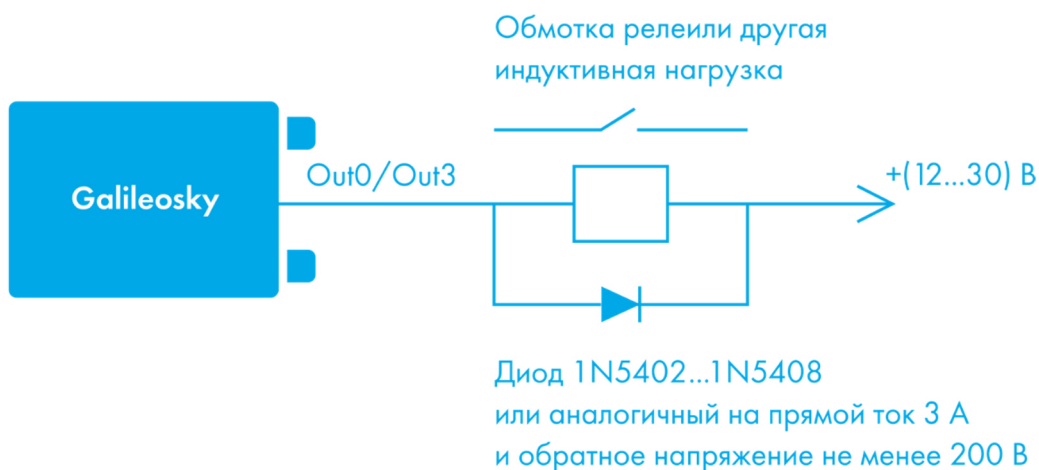 Обмотка релеили другая
индуктивная нагрузка
Galileosky
Out0/Out3
+(12...30) В
Диод 1N5402...1N5408
или аналогичный на прямой ток 3 А
и обратное напряжение не менее 200 В